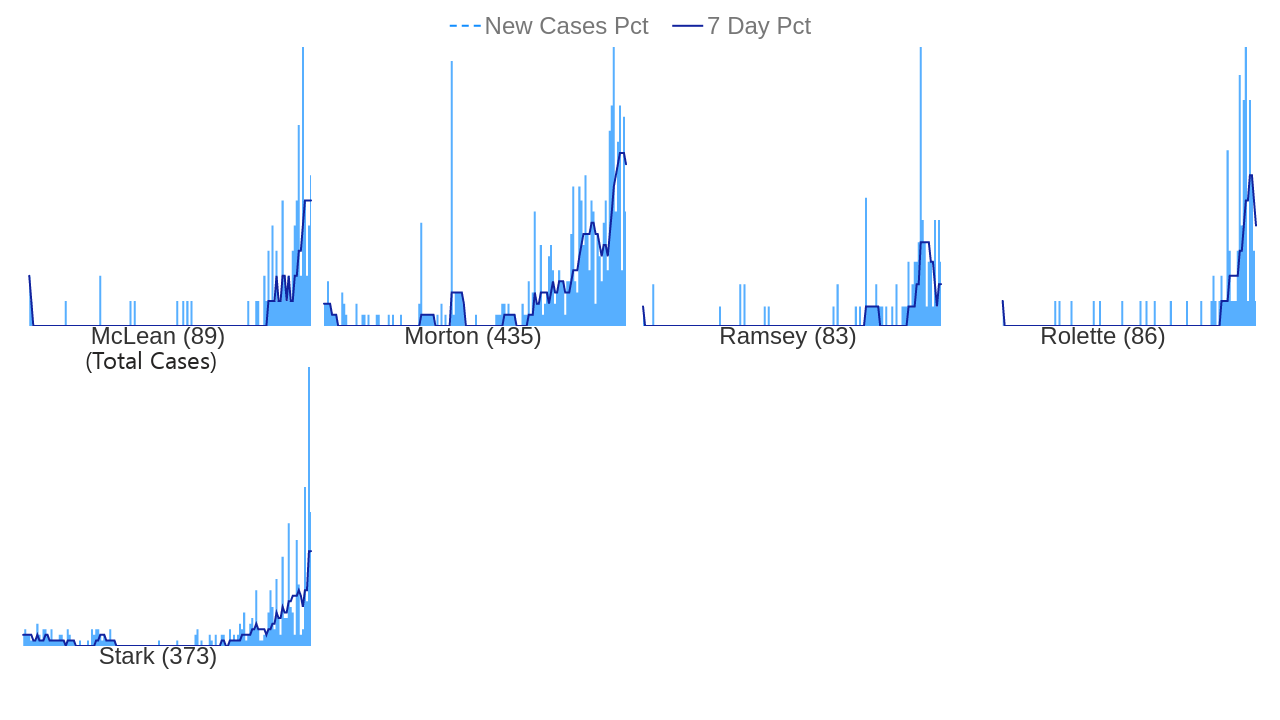 New Cases Pct 7 Day Pct
McLean (89) Morton (435) Ramsey (83) Rolette (86)
(Total Cases)
Stark (373)